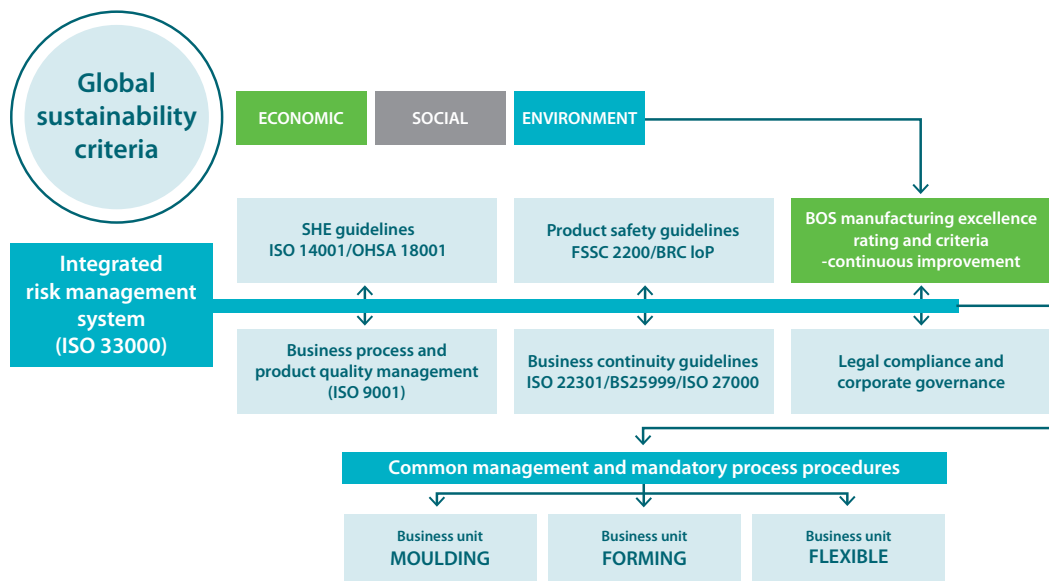 Global
sustainability
criteria
ECONOMIC
SOCIAL
ENVIRONMENT
SHE guidelines
ISO 14001/OHSA 18001
Product safety guidelines
FSSC 2200/BRC IoP
BOS manufacturing excellence
rating and criteria
-continuous improvement
Integrated
risk management
system
(ISO 33000)
Business process and
product quality management
(ISO 9001)
Business continuity guidelines
ISO 22301/BS25999/ISO 27000
Legal compliance and
corporate governance
Common management and mandatory process procedures
Business unit
MOULDING
Business unit
FORMING
Business unit
FLEXIBLE